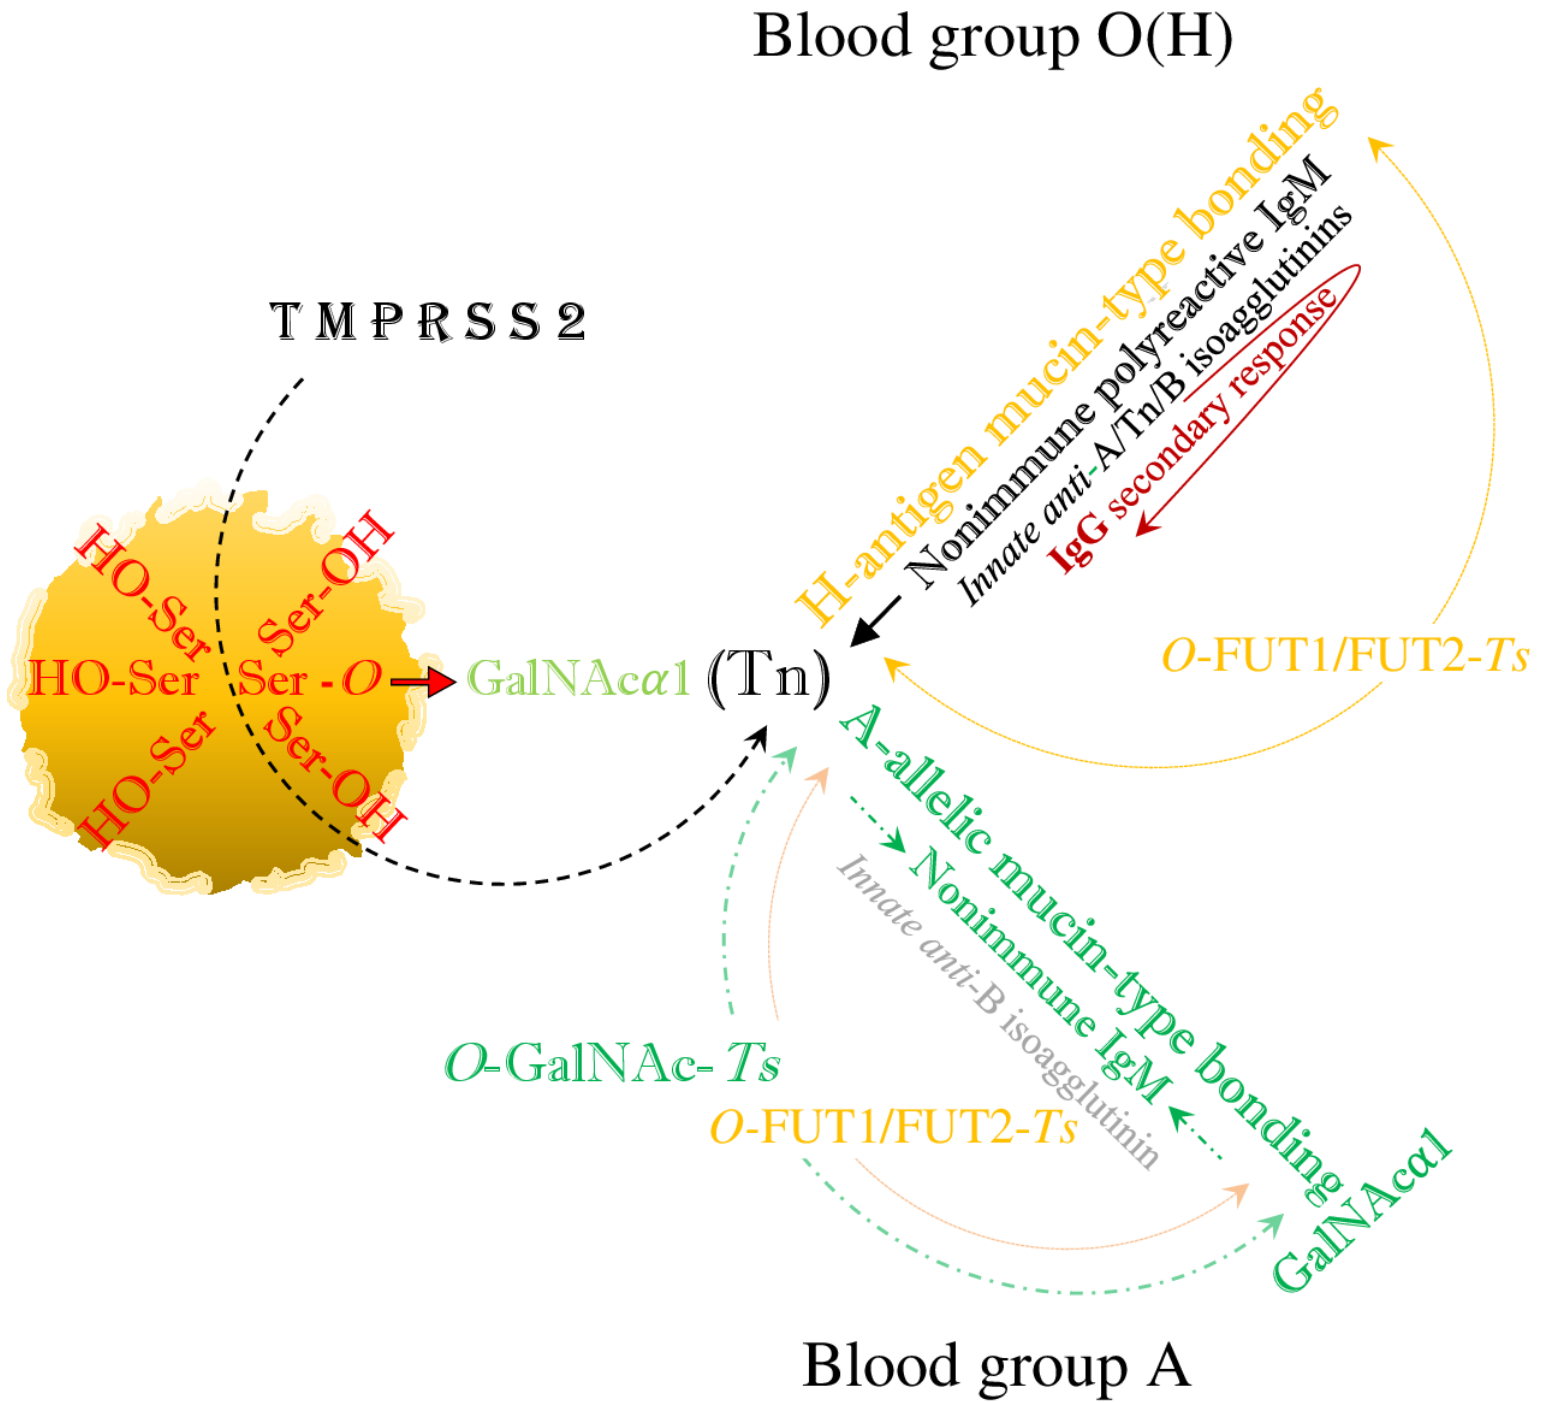 Blood group O(H)
H-antigen mucin-type bonding
Nonimmune polyreactive IgM
Innate anti-A/Tn/B isoagglutinins
IgG secondary response
TMPRSS2
HO-Ser
Ser-OH
HO-Ser
Ser - O
GalNAcα1
(Tn)
O-FUT1/FUT2-Ts
HO-Ser
Ser-OH
A-allelic mucin-type bonding
Nonimmune IgM
Innate anti-B isoagglutinin
O-GalNAc- Ts
O-FUT1/FUT2-Ts
GalNAcα1
Blood group A